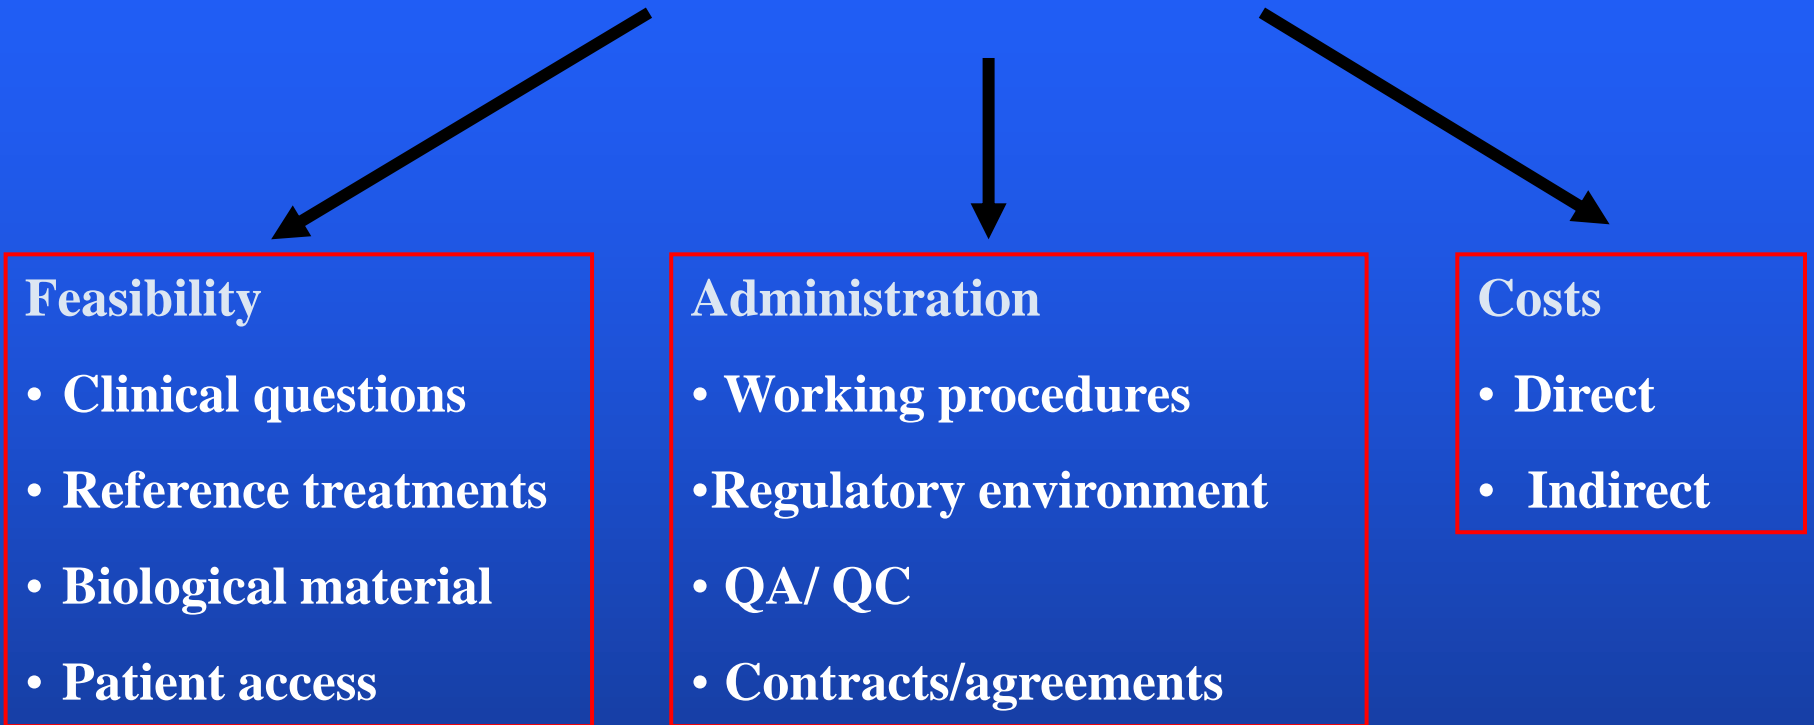 Feasibility
• Clinical questions
• Reference treatments
• Biological material
• Patient access
Administration
• Working procedures
•Regulatory environment
• QA/ QC
• Contracts/agreements
Costs
• Direct
• Indirect